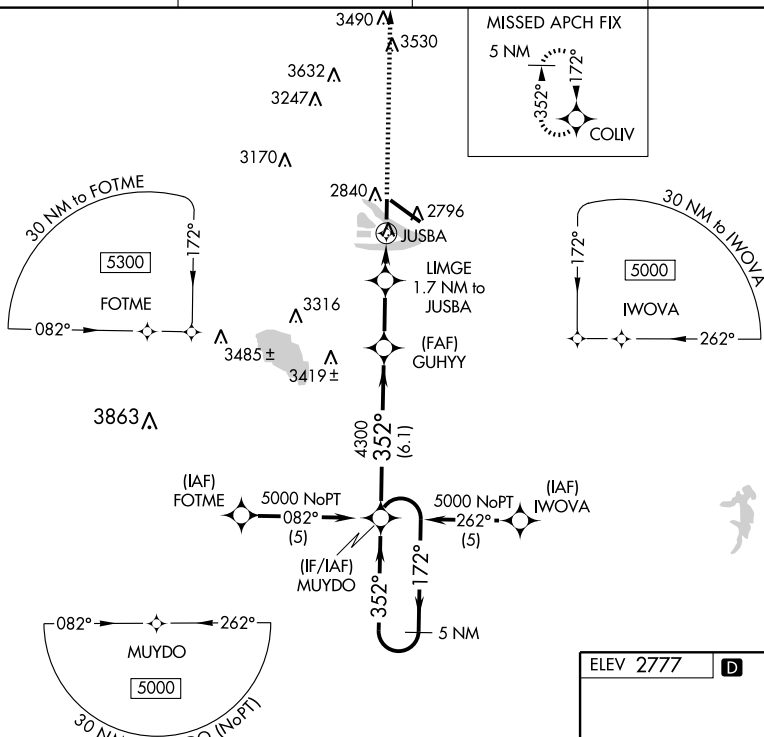 3490
3530
MISSED APCH FIX
5 NM
172°
352°
COLIV
3632
3247
3170
2840
2796
JUSBA
30 NM to FOTME
172°
5300
FOTME
082°
LIMGE
1.7 NM to
JUSBA
30 NM to IWOVA
172°
5000
IWOVA
262°
3316
3485 ±
3419 ±
(FAF)
GUHYY
3863
4300
352°
(6.1)
(IAF)
FOTME
5000 NoPT
082°
(5)
5000 NoPT
262°
(5)
(IAF)
IWOVA
(IF/IAF)
MUYDO
352°
172°
5 NM
082°
262°
MUYDO
5000
30 NM
(NoPT)
ELEV 2777
D